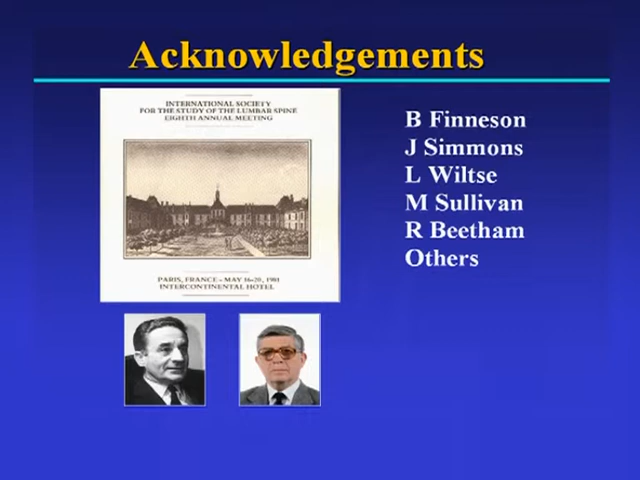 Acknowledgements
INTERNATIONAL SOCIETY
FOR THE STUDY OF THE LUMBAR SPINE
EIGHTH ANNUAL MEETING
PARIS, FRANCE - MAY 16-20, 1981
INTERCONTINENTAL HOTEL
B Finneson
J Simmons
L Wiltse
M Sullivan
R Beetham
Others